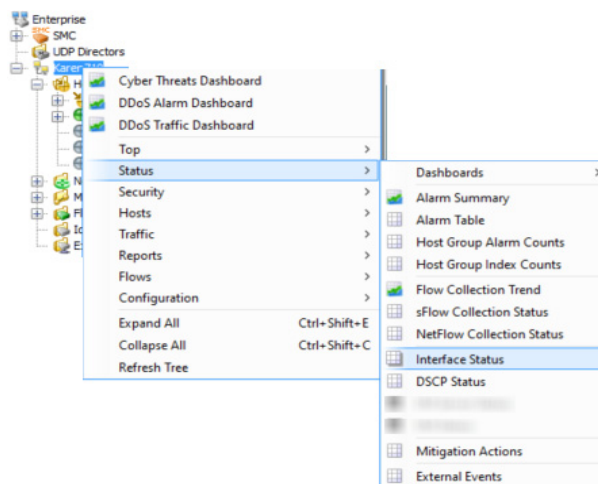 Enterprise
SMC
UDP Directors
Cyber Threats Dashboard
DDoS Alarm Dashboard
DDoS Traffic Dashboard
Top
Status
Security
Hosts
Traffic
Reports
Flows
Configuration
Expand All Ctrl+Shift+E
Collapse All Ctrl+Shift+C
Refresh Tree
Dashboards
Alarm Summary
Alarm Table
Host Group Alarm Counts
Host Group Index Counts
Flow Collection Trend
sFlow Collection Status
NetFlow Collection Status
Interface Status
DSCP Status
Mitigation Actions
External Events